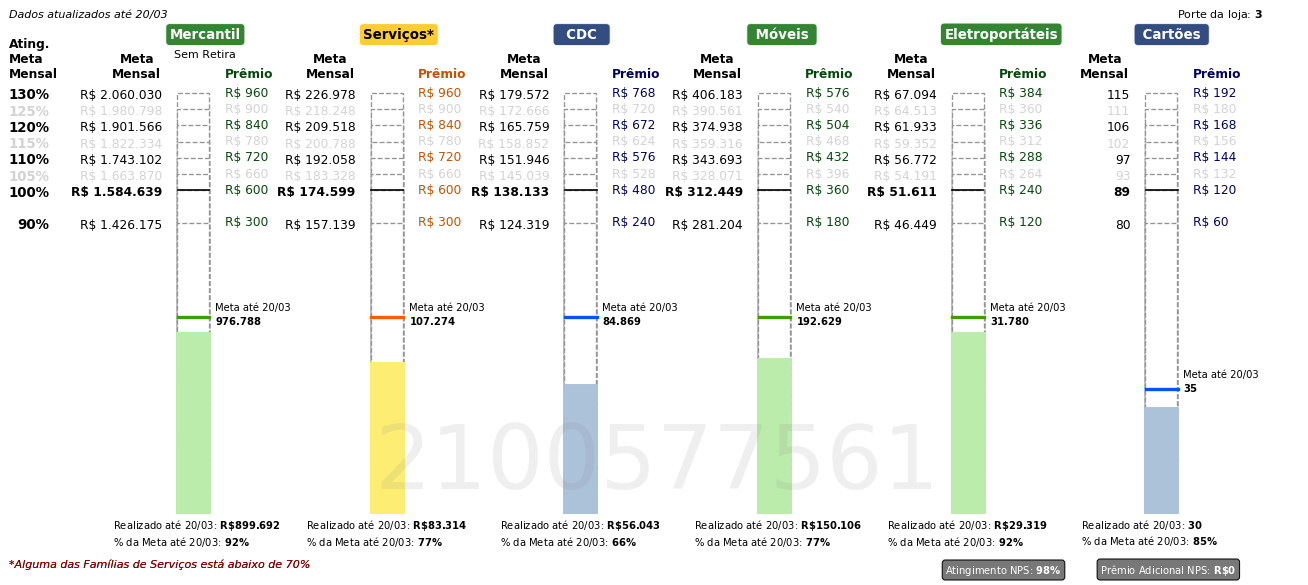 Dados atualizados até 20/03
Porte da loja: 3
Mercantil Serviços* CDC Móveis Eletroportáteis Cartões
Sem Retira
Ating. Meta Mensal
Meta Mensal Prêmio Meta Mensal Prêmio Meta Mensal Prêmio Meta Mensal Prêmio Meta Mensal Prêmio Meta Mensal Prêmio
130% R$ 2.060.030 R$ 960 R$ 226.978 R$ 960 R$ 179.572 R$ 768 R$ 406.183 R$ 576 R$ 67.094 R$ 384 115 R$ 192
125% R$ 1.980.798 R$ 900 R$ 218.248 R$ 900 R$ 172.666 R$ 720 R$ 390.561 R$ 540 R$ 64.513 R$ 360 111 R$ 180
120% R$ 1.901.566 R$ 840 R$ 209.518 R$ 840 R$ 165.759 R$ 672 R$ 374.938 R$ 504 R$ 61.933 R$ 336 106 R$ 168
115% R$ 1.822.334 R$ 780 R$ 200.788 R$ 780 R$ 158.852 R$ 624 R$ 359.316 R$ 468 R$ 59.352 R$ 312 102 R$ 156
110% R$ 1.743.102 R$ 720 R$ 192.058 R$ 720 R$ 151.946 R$ 576 R$ 343.693 R$ 432 R$ 56.772 R$ 288 97 R$ 144
105% R$ 1.663.870 R$ 660 R$ 183.328 R$ 660 R$ 145.039 R$ 528 R$ 328.071 R$ 396 R$ 54.191 R$ 264 93 R$ 132
100% R$ 1.584.639 R$ 600 R$ 174.599 R$ 600 R$ 138.133 R$ 480 R$ 312.449 R$ 360 R$ 51.611 R$ 240 89 R$ 120
90% R$ 1.426.175 R$ 300 R$ 157.139 R$ 300 R$ 124.319 R$ 240 R$ 281.204 R$ 180 R$ 46.449 R$ 120 80 R$ 60
Meta até 20/03 Meta até 20/03 Meta até 20/03 Meta até 20/03 Meta até 20/03
976.788 107.274 84.869 192.629 31.780
Meta até 20/03
35
2100577561
Realizado até 20/03: R$899.692 Realizado até 20/03: R$83.314 Realizado até 20/03: R$56.043 Realizado até 20/03: R$150.106 Realizado até 20/03: R$29.319 Realizado até 20/03: 30
% da Meta até 20/03: 92% % da Meta até 20/03: 77% % da Meta até 20/03: 66% % da Meta até 20/03: 77% % da Meta até 20/03: 92% % da Meta até 20/03: 85%
*Alguma das Famílias de Serviços está abaixo de 70%
Atingimento NPS: 98% Prêmio Adicional NPS: R$0